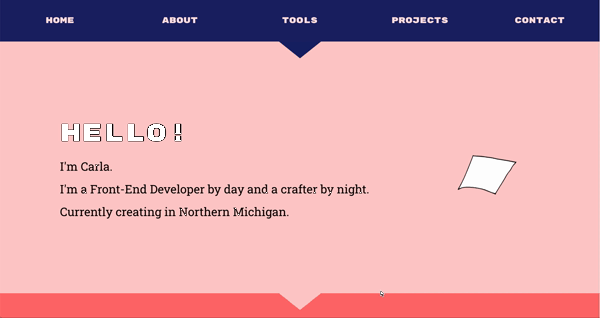 HOME ABOUT TOOLS PROJECTS CONTACT
HELLO!
I'm Carla.
I'm a Front-End Developer by day and a crafter by night.
Currently creating in Northern Michigan.